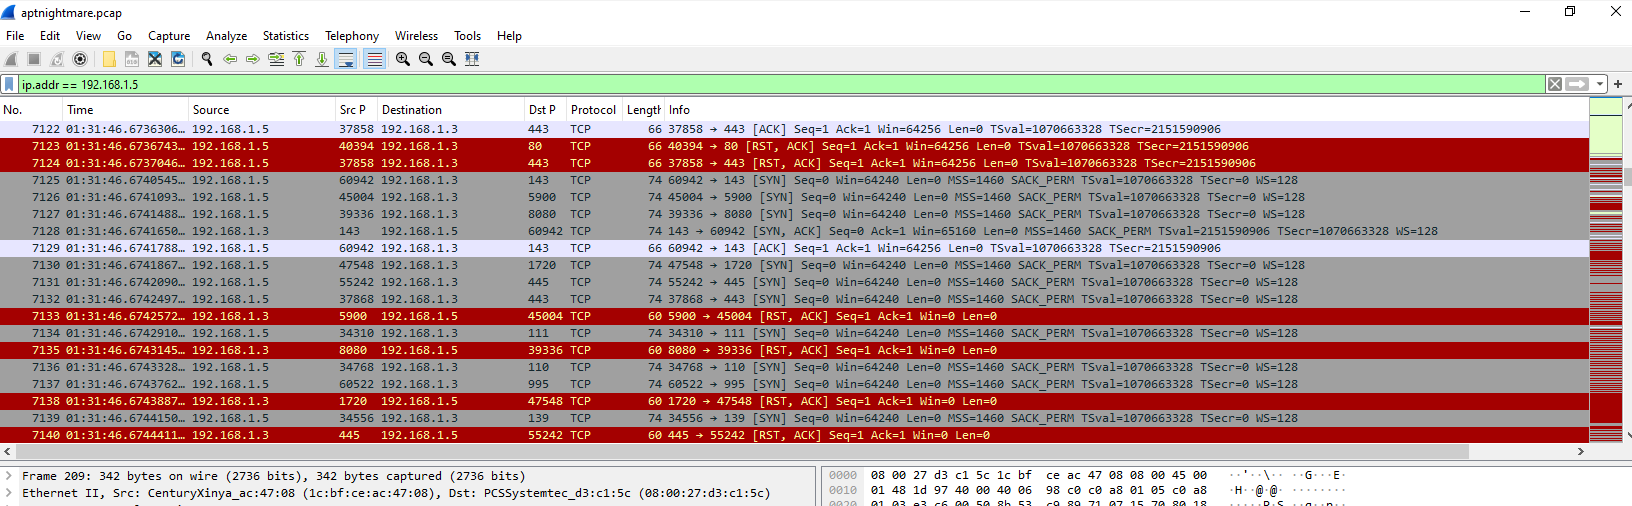 aptnightmare.pcap
File Edit View Go Capture Analyze Statistics Telephony Wireless Tools Help
ip.addr == 192.168.1.5
No. Time Source Src P Destination Dst P Protocol Length Info
7122 01:31:46.6736306… 192.168.1.5 37858 192.168.1.3 443 TCP 66 37858 → 443 [ACK] Seq=1 Ack=1 Win=64256 Len=0 TSval=1070663328 TSecr=2151590906
7123 01:31:46.6736743… 192.168.1.5 40394 192.168.1.3 80 TCP 66 40394 → 80 [RST, ACK] Seq=1 Ack=1 Win=64256 Len=0 TSval=1070663328 TSecr=2151590906
7124 01:31:46.6737046… 192.168.1.5 37858 192.168.1.3 443 TCP 66 37858 → 443 [RST, ACK] Seq=1 Ack=1 Win=64256 Len=0 TSval=1070663328 TSecr=2151590906
7125 01:31:46.6740545… 192.168.1.5 60942 192.168.1.3 143 TCP 74 60942 → 143 [SYN] Seq=0 Win=64240 Len=0 MSS=1460 SACK_PERM TSval=1070663328 TSecr=0 WS=128
7126 01:31:46.6741093… 192.168.1.5 45004 192.168.1.3 5900 TCP 74 45004 → 5900 [SYN] Seq=0 Win=64240 Len=0 MSS=1460 SACK_PERM TSval=1070663328 TSecr=0 WS=128
7127 01:31:46.6741488… 192.168.1.5 39336 192.168.1.3 8080 TCP 74 39336 → 8080 [SYN] Seq=0 Win=64240 Len=0 MSS=1460 SACK_PERM TSval=1070663328 TSecr=0 WS=128
7128 01:31:46.6741650… 192.168.1.3 143 192.168.1.5 60942 TCP 74 143 → 60942 [SYN, ACK] Seq=0 Ack=1 Win=65160 Len=0 MSS=1460 SACK_PERM TSval=2151590906 TSecr=1070663328 WS=128
7129 01:31:46.6741788… 192.168.1.5 60942 192.168.1.3 143 TCP 66 60942 → 143 [ACK] Seq=1 Ack=1 Win=64256 Len=0 TSval=1070663328 TSecr=2151590906
7130 01:31:46.6741867… 192.168.1.5 47548 192.168.1.3 1720 TCP 74 47548 → 1720 [SYN] Seq=0 Win=64240 Len=0 MSS=1460 SACK_PERM TSval=1070663328 TSecr=0 WS=128
7131 01:31:46.6742090… 192.168.1.5 55242 192.168.1.3 445 TCP 74 55242 → 445 [SYN] Seq=0 Win=64240 Len=0 MSS=1460 SACK_PERM TSval=1070663328 TSecr=0 WS=128
7132 01:31:46.6742497… 192.168.1.5 37868 192.168.1.3 443 TCP 74 37868 → 443 [SYN] Seq=0 Win=64240 Len=0 MSS=1460 SACK_PERM TSval=1070663328 TSecr=0 WS=128
7133 01:31:46.6742572… 192.168.1.3 5900 192.168.1.5 45004 TCP 60 5900 → 45004 [RST, ACK] Seq=1 Ack=1 Win=0 Len=0
7134 01:31:46.6742910… 192.168.1.5 34310 192.168.1.3 111 TCP 74 34310 → 111 [SYN] Seq=0 Win=64240 Len=0 MSS=1460 SACK_PERM TSval=1070663328 TSecr=0 WS=128
7135 01:31:46.6743145… 192.168.1.3 8080 192.168.1.5 39336 TCP 60 8080 → 39336 [RST, ACK] Seq=1 Ack=1 Win=0 Len=0
7136 01:31:46.6743328… 192.168.1.5 34768 192.168.1.3 110 TCP 74 34768 → 110 [SYN] Seq=0 Win=64240 Len=0 MSS=1460 SACK_PERM TSval=1070663328 TSecr=0 WS=128
7137 01:31:46.6743762… 192.168.1.5 60522 192.168.1.3 995 TCP 74 60522 → 995 [SYN] Seq=0 Win=64240 Len=0 MSS=1460 SACK_PERM TSval=1070663328 TSecr=0 WS=128
7138 01:31:46.6743887… 192.168.1.3 1720 192.168.1.5 47548 TCP 60 1720 → 47548 [RST, ACK] Seq=1 Ack=1 Win=0 Len=0
7139 01:31:46.6744150… 192.168.1.5 34556 192.168.1.3 139 TCP 74 34556 → 139 [SYN] Seq=0 Win=64240 Len=0 MSS=1460 SACK_PERM TSval=1070663328 TSecr=0 WS=128
7140 01:31:46.6744411… 192.168.1.3 445 192.168.1.5 55242 TCP 60 445 → 55242 [RST, ACK] Seq=1 Ack=1 Win=0 Len=0
Frame 209: 342 bytes on wire (2736 bits), 342 bytes captured (2736 bits)
Ethernet II, Src: CenturyXinya_ac:47:08 (1c:bf:ce:ac:47:08), Dst: PCSSystemtec_d3:c1:5c (08:00:27:d3:c1:5c)
0000 08 00 27 d3 c1 5c 1c bf ce ac 47 08 08 00 45 00 ··'··\·· ··G···E·
0010 01 48 1d 97 40 00 40 06 98 c0 c0 a8 01 05 c0 a8 ·H··@·@· ········